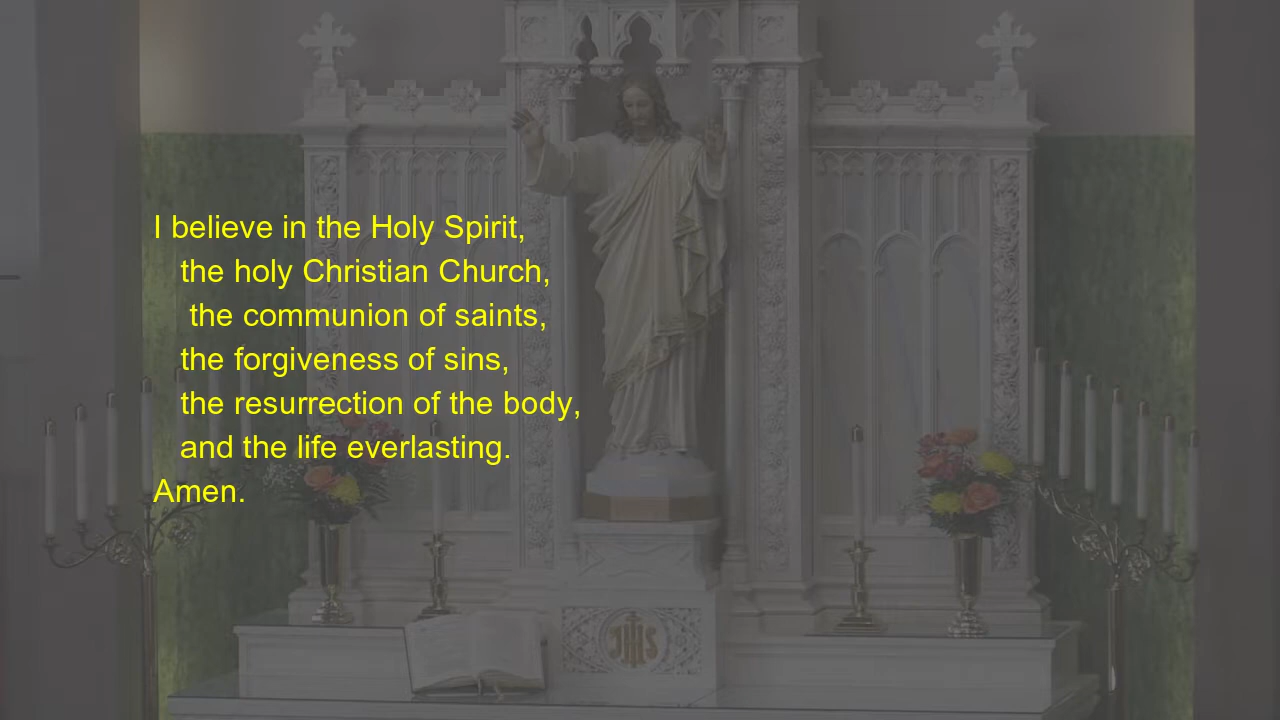 I believe in the Holy Spirit,
the holy Christian Church,
the communion of saints,
the forgiveness of sins,
the resurrection of the body,
and the life everlasting.
Amen.
IHS